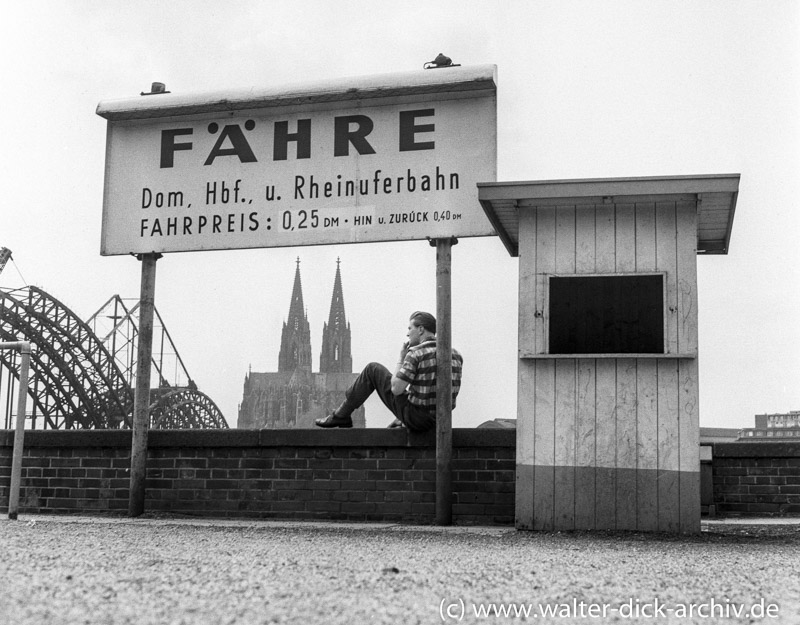 FÄHRE
Dom, Hbf., u. Rheinuferbahn
FAHRPREIS: 0,25 DM · HIN u. ZURÜCK 0,40 DM
(c) www.walter-dick-archiv.de